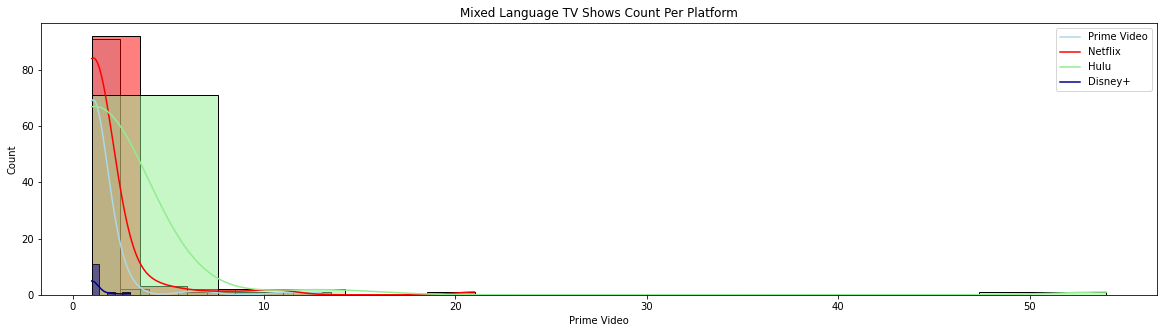 Mixed Language TV Shows Count Per Platform
Prime Video
Netflix
Hulu
Disney+
Count
80
60
40
20
0
0 10 20 30 40 50
Prime Video